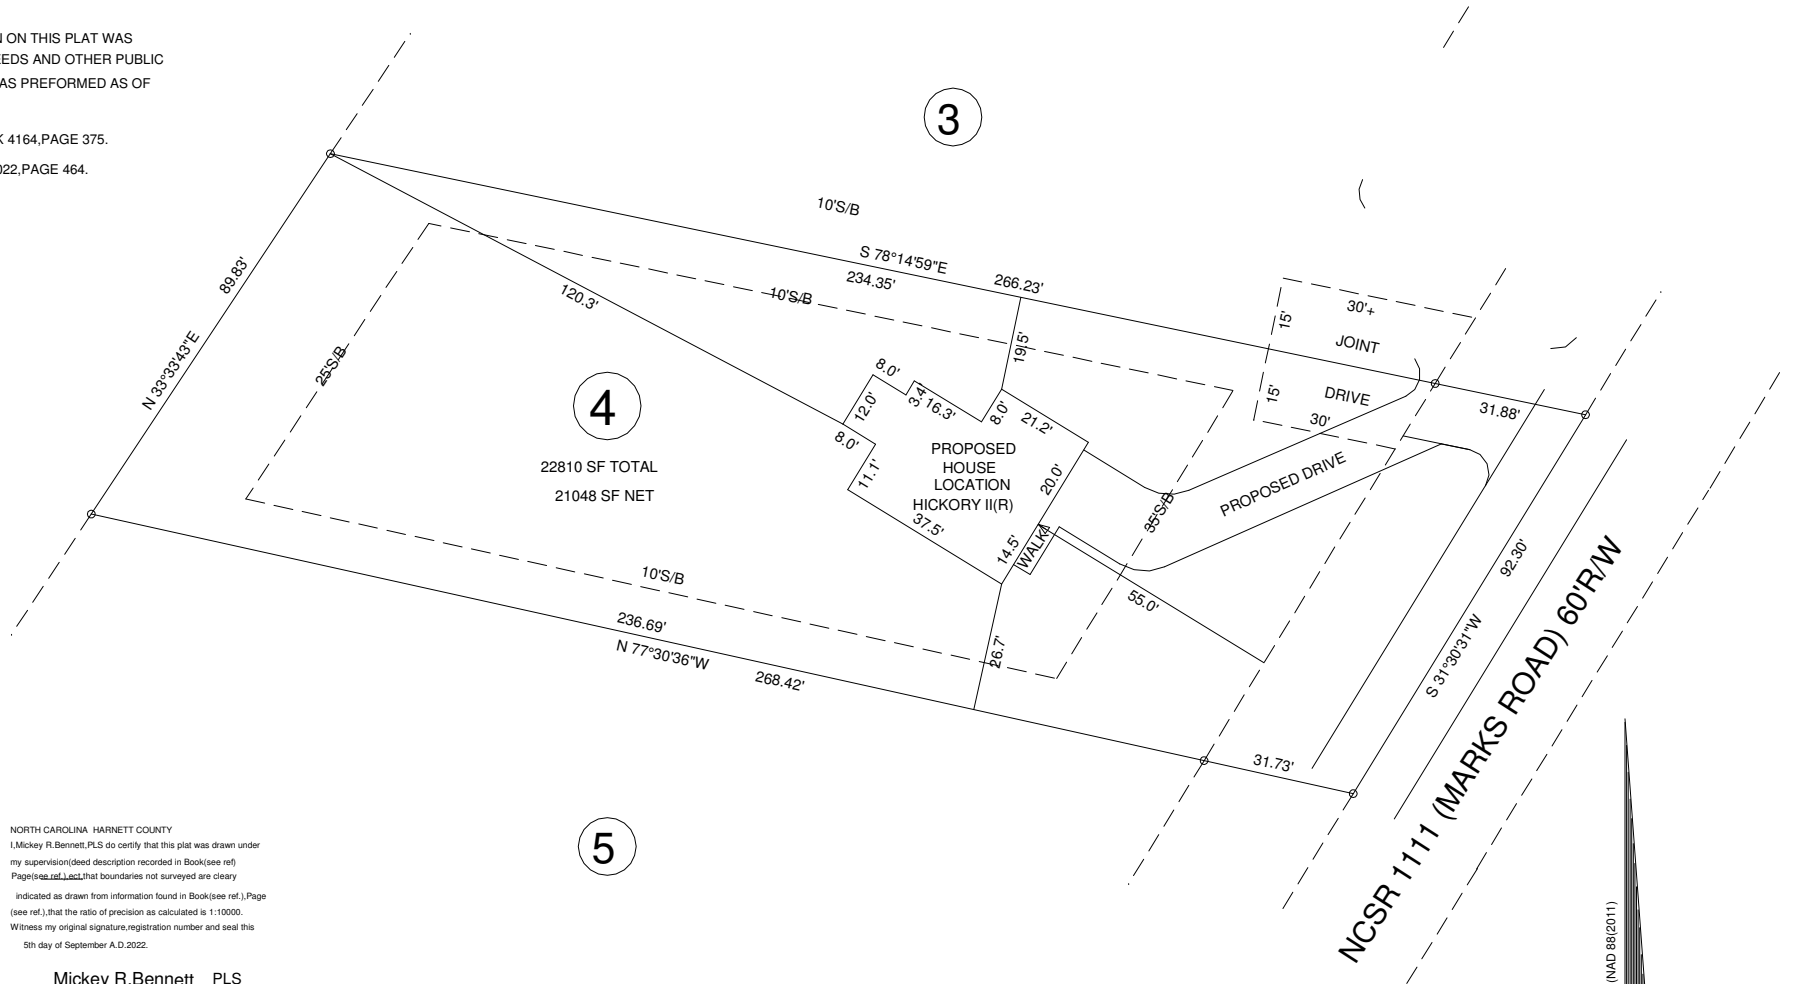 N ON THIS PLAT WAS
EEDS AND OTHER PUBLIC
AS PREFORMED AS OF
K 4164,PAGE 375.
022,PAGE 464.
3
10'S/B
S 78°14'59"E
234.35'
266.23'
10'S/B
89.83'
N 33°33'43"E
120.3'
25'S/B
19.5'
30'+
15'
JOINT
15'
DRIVE
30'
31.88'
8.0'
12.0'
3.4'
16.3'
8.0'
21.2'
8.0'
11.1'
4
22810 SF TOTAL
21048 SF NET
PROPOSED
HOUSE
LOCATION
HICKORY II(R)
37.5'
20.0'
14.5'
WALK
35'S/B
PROPOSED DRIVE
55.0'
26.7'
92.30'
S 31°30'31"W
10'S/B
236.69'
N 77°30'36"W
268.42'
31.73'
NCSR 1111 (MARKS ROAD) 60'R/W
5
NORTH CAROLINA HARNETT COUNTY
I,Mickey R.Bennett,PLS do certify that this plat was drawn under
my supervision(deed description recorded in Book(see ref)
Page(see ref.),ect,that boundaries not surveyed are cleary
indicated as drawn from information found in Book(see ref.),Page
(see ref.),that the ratio of precision as calculated is 1:10000.
Witness my original signature,registration number and seal this
5th day of September A.D.2022.
Mickey R.Bennett PLS
(NAD 88(2011)